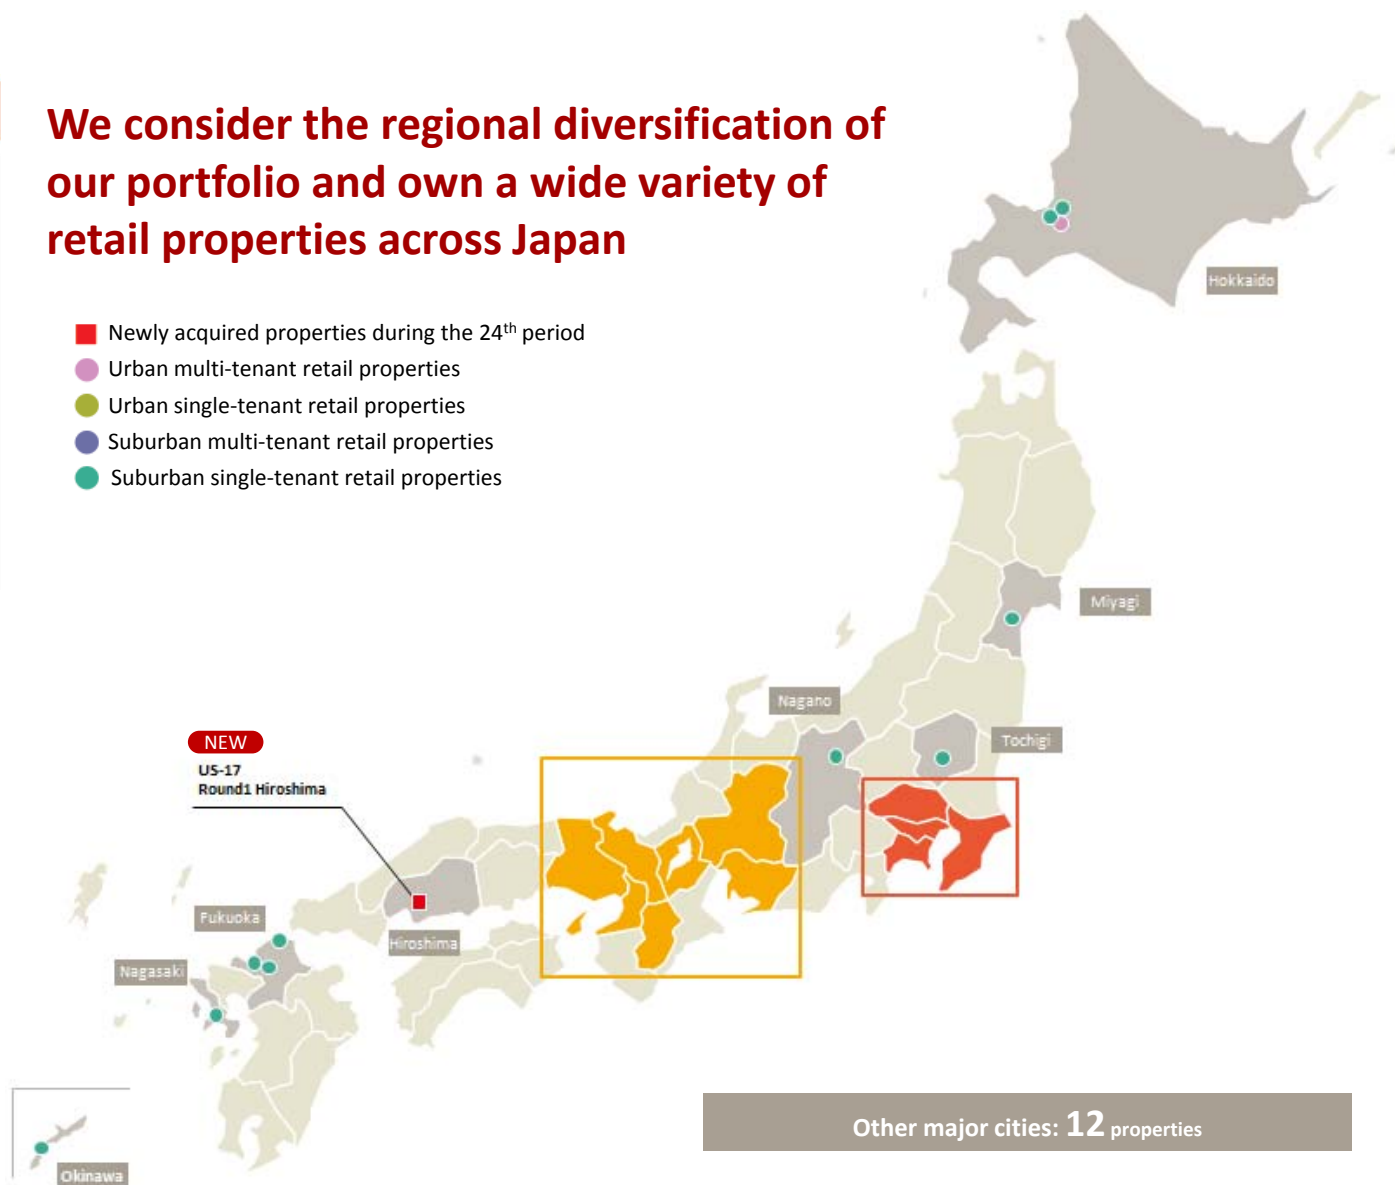 We consider the regional diversification of
our portfolio and own a wide variety of
retail properties across Japan
Newly acquired properties during the 24th period
Urban multi-tenant retail properties
Urban single-tenant retail properties
Suburban multi-tenant retail properties
Suburban single-tenant retail properties
Hokkaido
Miyagi
Nagano
Tochigi
NEW
US-17
Round1 Hiroshima
Fukuoka
Hiroshima
Nagasaki
Okinawa
Other major cities: 12 properties